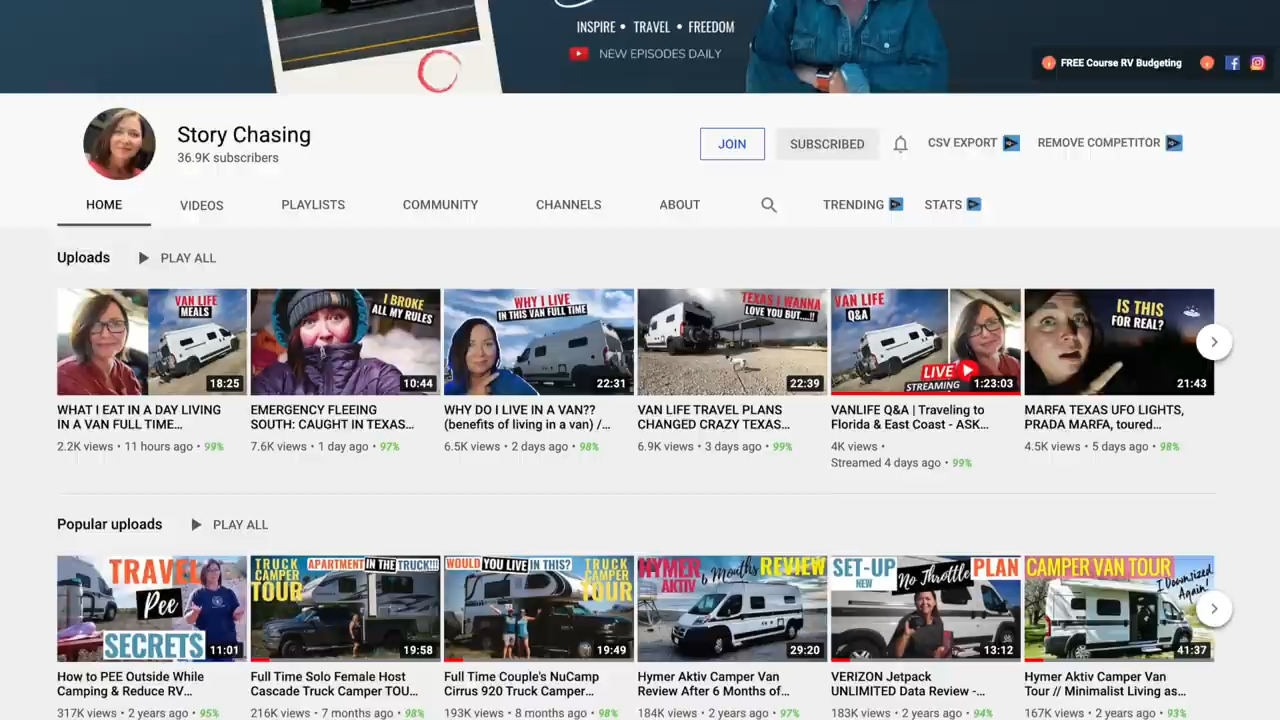 INSPIRE • TRAVEL • FREEDOM
NEW EPISODES DAILY
FREE Course RV Budgeting
Story Chasing
36.9K subscribers
JOIN
SUBSCRIBED
CSV EXPORT
REMOVE COMPETITOR
HOME
VIDEOS
PLAYLISTS
COMMUNITY
CHANNELS
ABOUT
TRENDING
STATS
Uploads
PLAY ALL
VAN LIFE
MEALS
18:25
WHAT I EAT IN A DAY LIVING
IN A VAN FULL TIME...
2.2K views • 11 hours ago • 99%
I BROKE
ALL MY RULES
10:44
EMERGENCY FLEEING
SOUTH: CAUGHT IN TEXAS...
7.6K views • 1 day ago • 97%
WHY I LIVE
IN THIS VAN FULL TIME
22:31
WHY DO I LIVE IN A VAN??
(benefits of living in a van) /...
6.5K views • 2 days ago • 98%
TEXAS I WANNA
LOVE YOU BUT....!!
22:39
VAN LIFE TRAVEL PLANS
CHANGED CRAZY TEXAS...
6.9K views • 3 days ago • 99%
VAN LIFE
Q&A
LIVE
STREAMING
1:23:03
VANLIFE Q&A | Traveling to
Florida & East Coast - ASK...
4K views •
Streamed 4 days ago • 99%
IS THIS
FOR REAL?
21:43
MARFA TEXAS UFO LIGHTS,
PRADA MARFA, toured...
4.5K views • 5 days ago • 98%
Popular uploads
PLAY ALL
TRAVEL
Pee
SECRETS
11:01
How to PEE Outside While
Camping & Reduce RV...
317K views • 2 years ago • 95%
TRUCK
CAMPER
TOUR
APARTMENT IN THE TRUCK!!!
19:58
Full Time Solo Female Host
Cascade Truck Camper TOU...
216K views • 7 months ago • 98%
WOULD YOU LIVE IN THIS?
TRUCK
CAMPER
TOUR
19:49
Full Time Couple's NuCamp
Cirrus 920 Truck Camper...
193K views • 8 months ago • 98%
HYMER
AKTIV
6 Months
REVIEW
29:20
Hymer Aktiv Camper Van
Review After 6 Months of...
184K views • 2 years ago • 97%
SET-UP
NEW
No Throttle
PLAN
13:12
VERIZON Jetpack
UNLIMITED Data Review -...
183K views • 2 years ago • 94%
CAMPER VAN TOUR
I Downsized
Again!
41:37
Hymer Aktiv Camper Van
Tour // Minimalist Living as...
167K views • 2 years ago • 93%